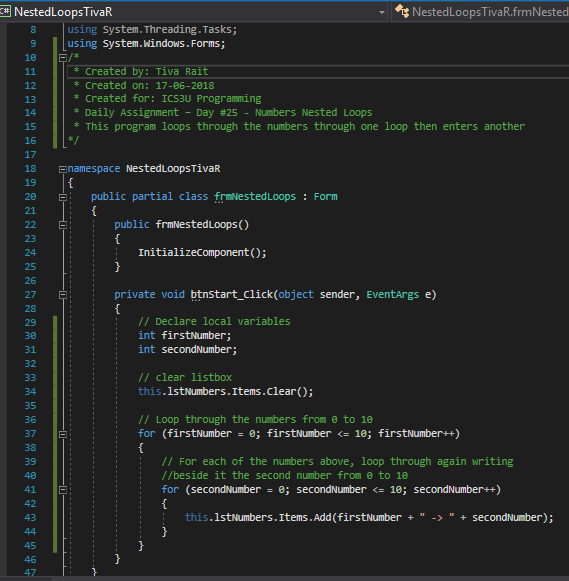 C# NestedLoopsTivaR
NestedLoopsTivaR.frmNested
8 using System.Threading.Tasks;
9 using System.Windows.Forms;
10 /*
11 * Created by: Tiva Rait
12 * Created on: 17-06-2018
13 * Created for: ICS3U Programming
14 * Daily Assignment – Day #25 - Numbers Nested Loops
15 * This program loops through the numbers through one loop then enters another
16 */
17
18 namespace NestedLoopsTivaR
19 {
20 public partial class frmNestedLoops : Form
21 {
22 public frmNestedLoops()
23 {
24 InitializeComponent();
25 }
26
27 private void btnStart_Click(object sender, EventArgs e)
28 {
29 // Declare local variables
30 int firstNumber;
31 int secondNumber;
32
33 // clear listbox
34 this.lstNumbers.Items.Clear();
35
36 // Loop through the numbers from 0 to 10
37 for (firstNumber = 0; firstNumber <= 10; firstNumber++)
38 {
39 // For each of the numbers above, loop through again writing
40 //beside it the second number from 0 to 10
41 for (secondNumber = 0; secondNumber <= 10; secondNumber++)
42 {
43 this.lstNumbers.Items.Add(firstNumber + " -> " + secondNumber);
44 }
45 }
46 }
47 }